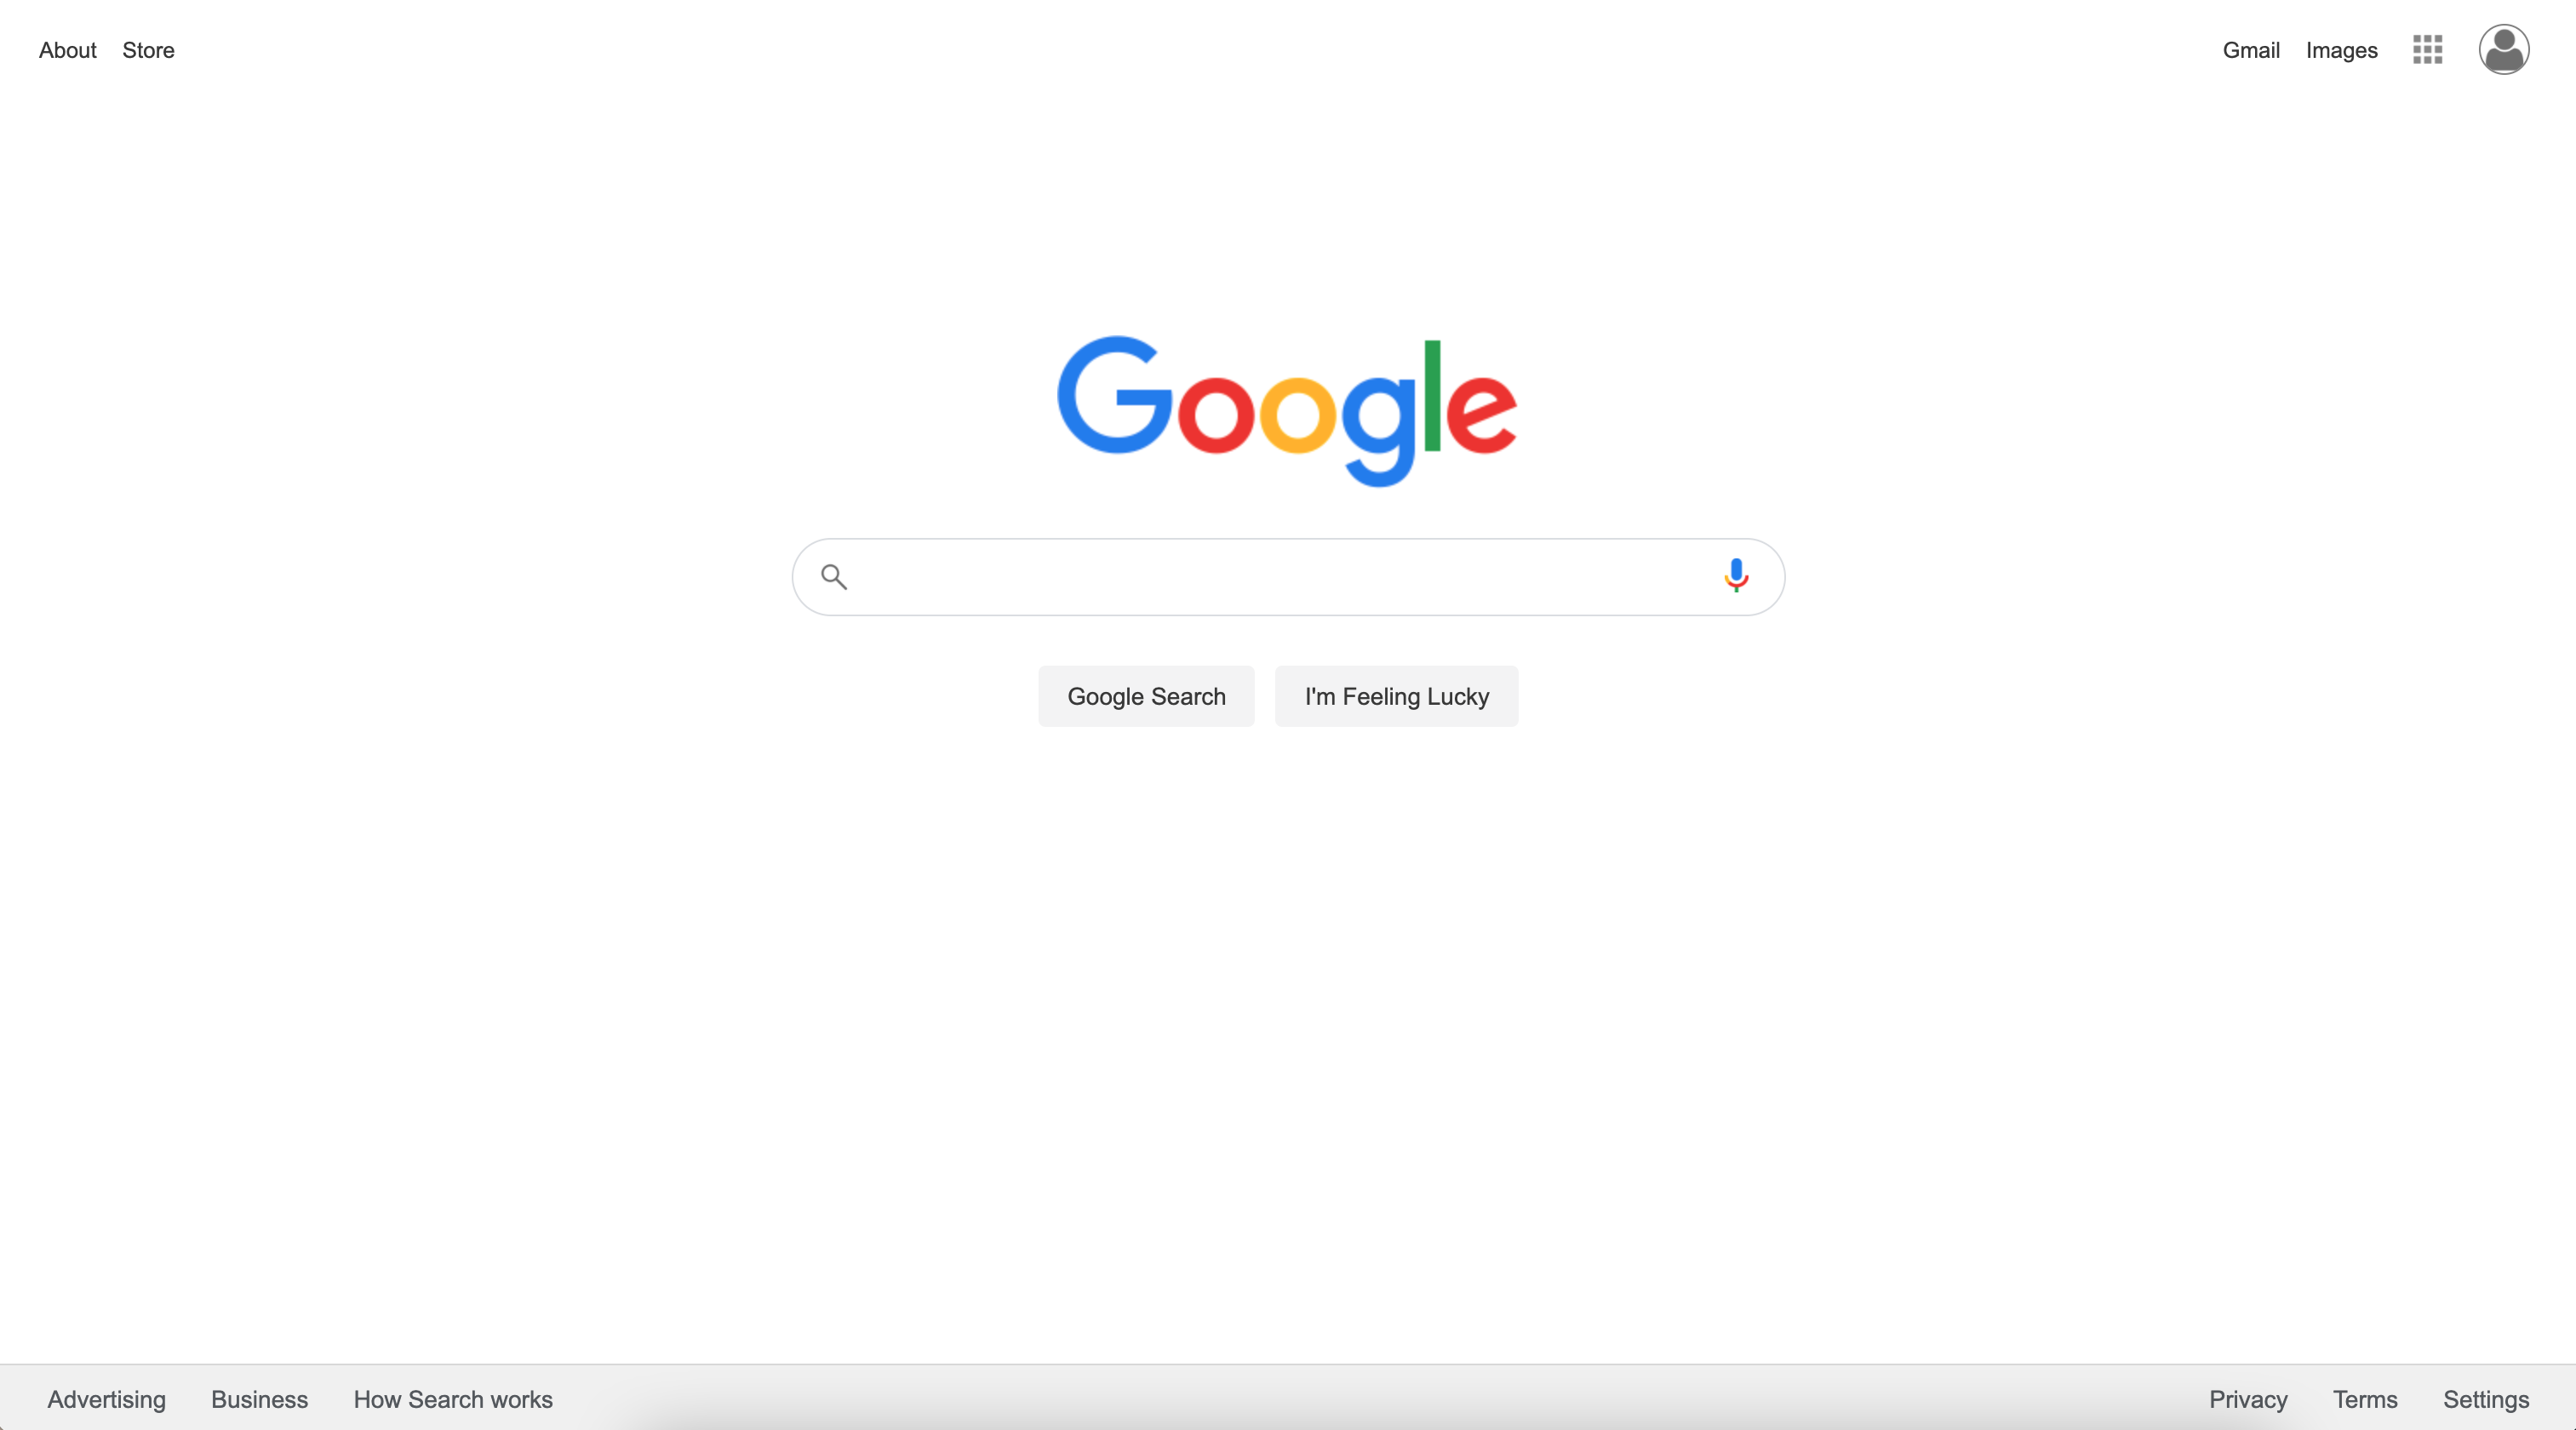 About Store Gmail Images
Google
Google Search I'm Feeling Lucky
Advertising Business How Search works Privacy Terms Settings